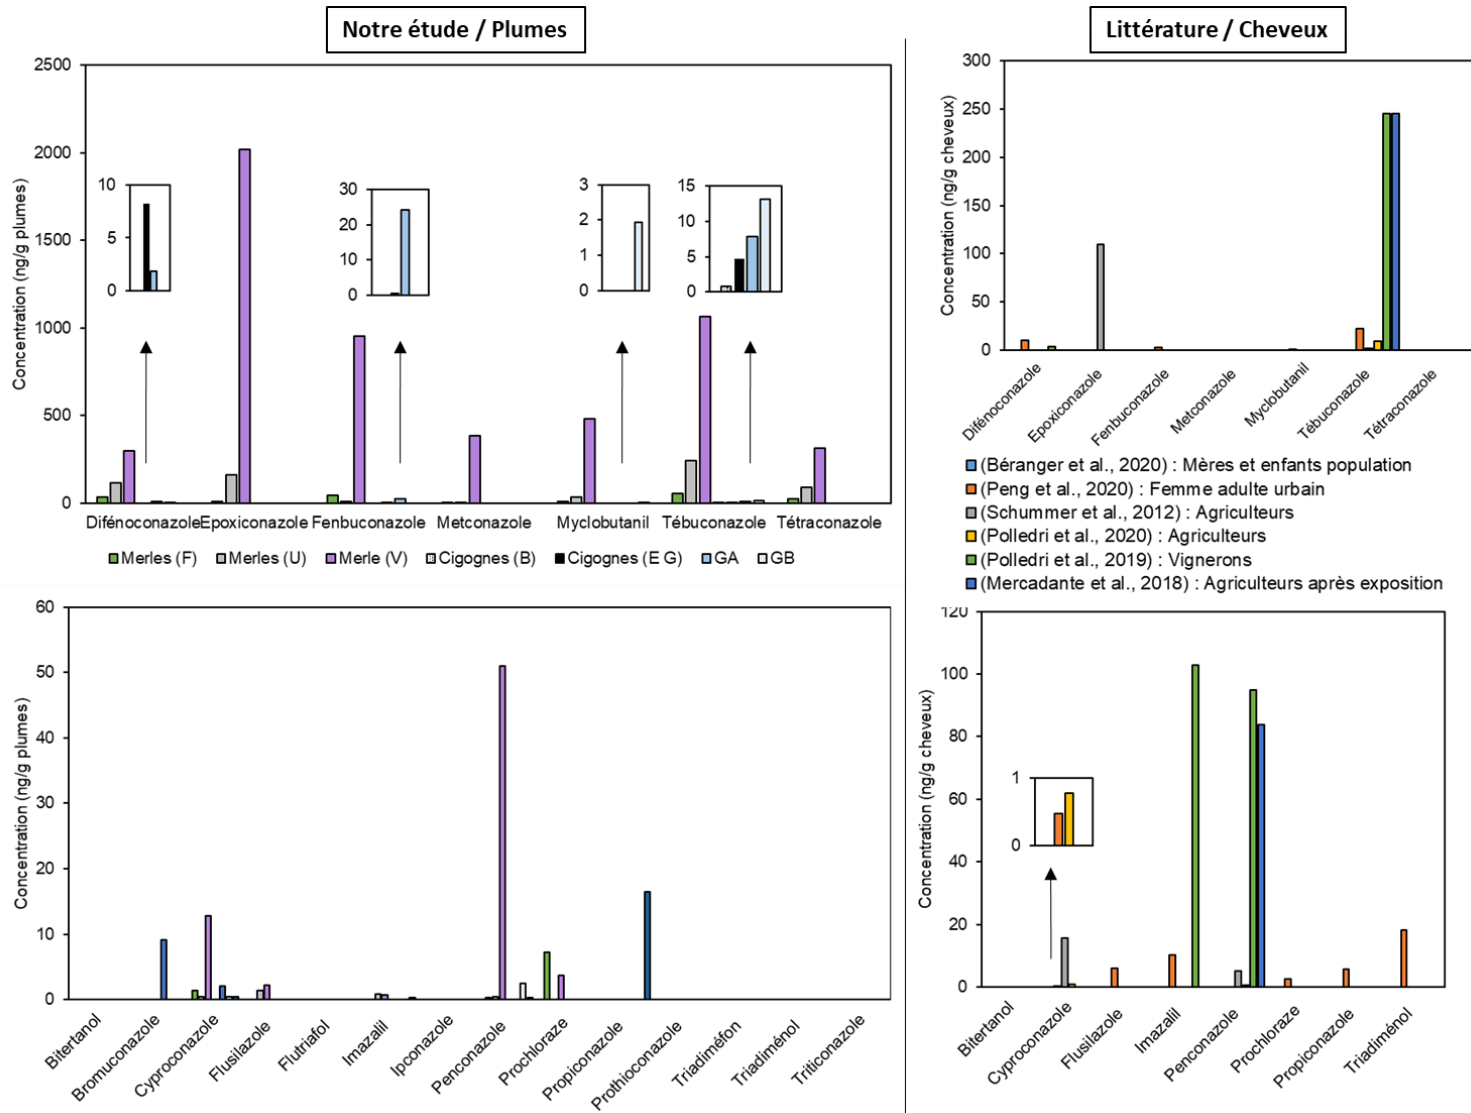 Notre étude / Plumes
Littérature / Cheveux
Concentration (ng/g plumes)
2500
2000
1500
1000
500
0
10
5
0
30
20
10
0
3
2
1
0
15
10
5
0
Difénoconazole Epoxiconazole Fenbuconazole Metconazole Myclobutanil Tébuconazole Tétraconazole
Merles (F) Merles (U) Merle (V) Cigognes (B) Cigognes (E G) GA GB
Concentration (ng/g cheveux)
300
250
200
150
100
50
0
Difénoconazole
Epoxiconazole
Fenbuconazole
Metconazole
Myclobutanil
Tébuconazole
Tétraconazole
(Béranger et al., 2020) : Mères et enfants population
(Peng et al., 2020) : Femme adulte urbain
(Schummer et al., 2012) : Agriculteurs
(Polledri et al., 2020) : Agriculteurs
(Polledri et al., 2019) : Vignerons
(Mercadante et al., 2018) : Agriculteurs après exposition
Concentration (ng/g plumes)
60
50
40
30
20
10
0
Bitertanol
Bromuconazole
Cyproconazole
Flusilazole
Flutriafol
Imazalil
Ipconazole
Penconazole
Prochloraze
Propiconazole
Prothioconazole
Triadiméfon
Triadiménol
Triticonazole
Concentration (ng/g cheveux)
120
100
80
60
40
20
0
1
0
Bitertanol
Cyproconazole
Flusilazole
Imazalil
Penconazole
Prochloraze
Propiconazole
Triadiménol